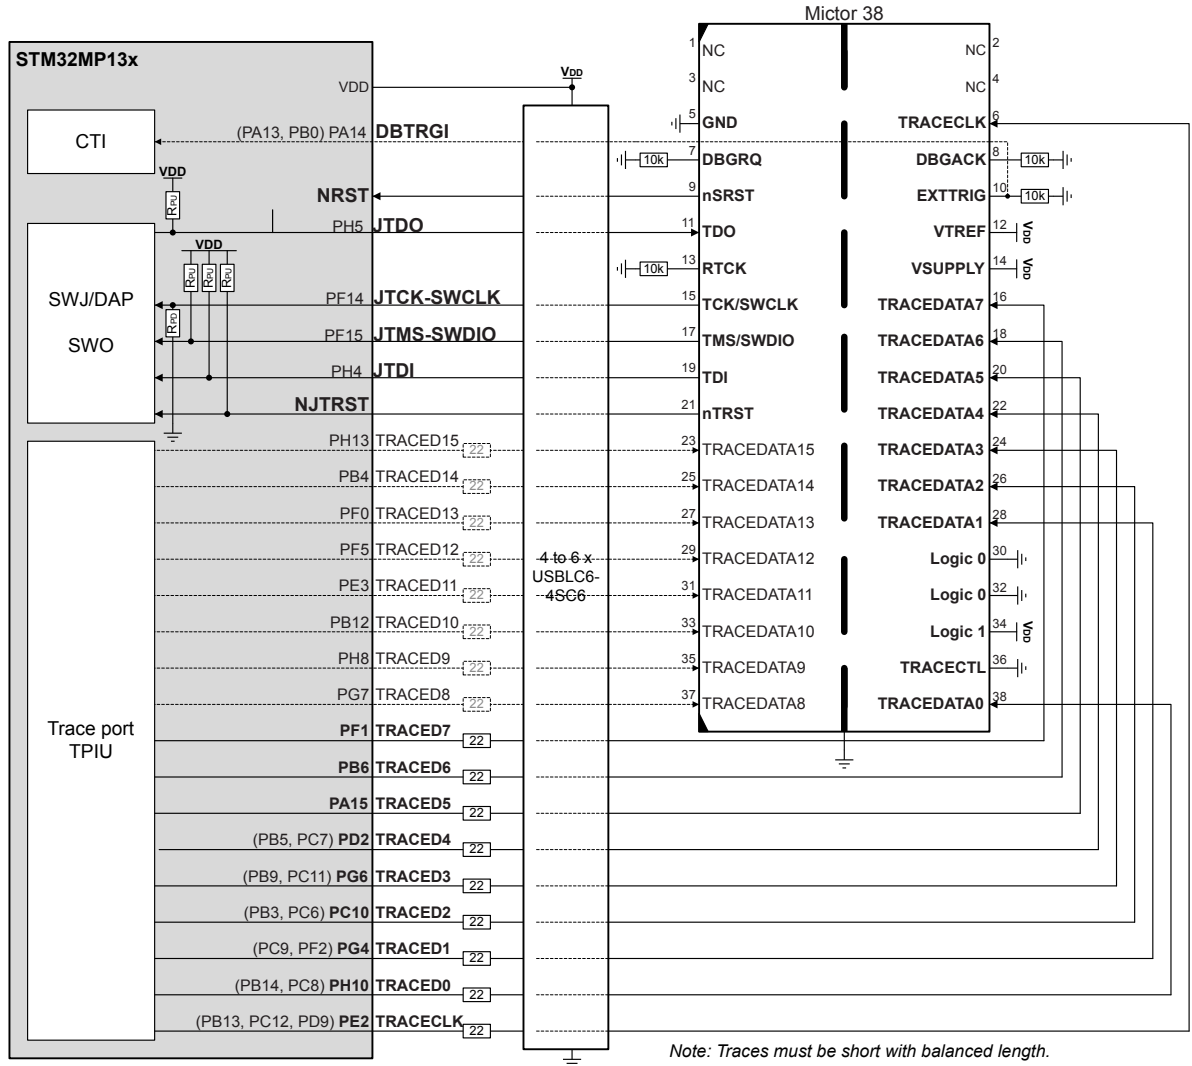 Mictor 38
STM32MP13x
VDD
VDD
CTI
(PA13, PB0) PA14 DBTRGI
VDD
RPU
NRST
PH5 JTDO
VDD
RPU RPU RPU
SWJ/DAP
SWO
PF14 JTCK-SWCLK
RPD
PF15 JTMS-SWDIO
PH4 JTDI
NJTRST
PH13 TRACED15 22
PB4 TRACED14 22
PF0 TRACED13 22
PF5 TRACED12 22
PE3 TRACED11 22
PB12 TRACED10 22
PH8 TRACED9 22
PG7 TRACED8 22
Trace port
TPIU
PF1 TRACED7 22
PB6 TRACED6 22
PA15 TRACED5 22
(PB5, PC7) PD2 TRACED4 22
(PB9, PC11) PG6 TRACED3 22
(PB3, PC6) PC10 TRACED2 22
(PC9, PF2) PG4 TRACED1 22
(PB14, PC8) PH10 TRACED0 22
(PB13, PC12, PD9) PE2 TRACECLK 22
4 to 6 x
USBLC6-
4SC6
1 NC NC 2
3 NC NC 4
5 GND TRACECLK 6
10k 7 DBGRQ DBGACK 8 10k
9 nSRST EXTTRIG 10 10k
11 TDO VTREF 12 VDD
10k 13 RTCK VSUPPLY 14 VDD
15 TCK/SWCLK TRACEDATA7 16
17 TMS/SWDIO TRACEDATA6 18
19 TDI TRACEDATA5 20
21 nTRST TRACEDATA4 22
23 TRACEDATA15 TRACEDATA3 24
25 TRACEDATA14 TRACEDATA2 26
27 TRACEDATA13 TRACEDATA1 28
29 TRACEDATA12 Logic 0 30
31 TRACEDATA11 Logic 0 32
33 TRACEDATA10 Logic 1 34 VDD
35 TRACEDATA9 TRACECTL 36
37 TRACEDATA8 TRACEDATA0 38
Note: Traces must be short with balanced length.